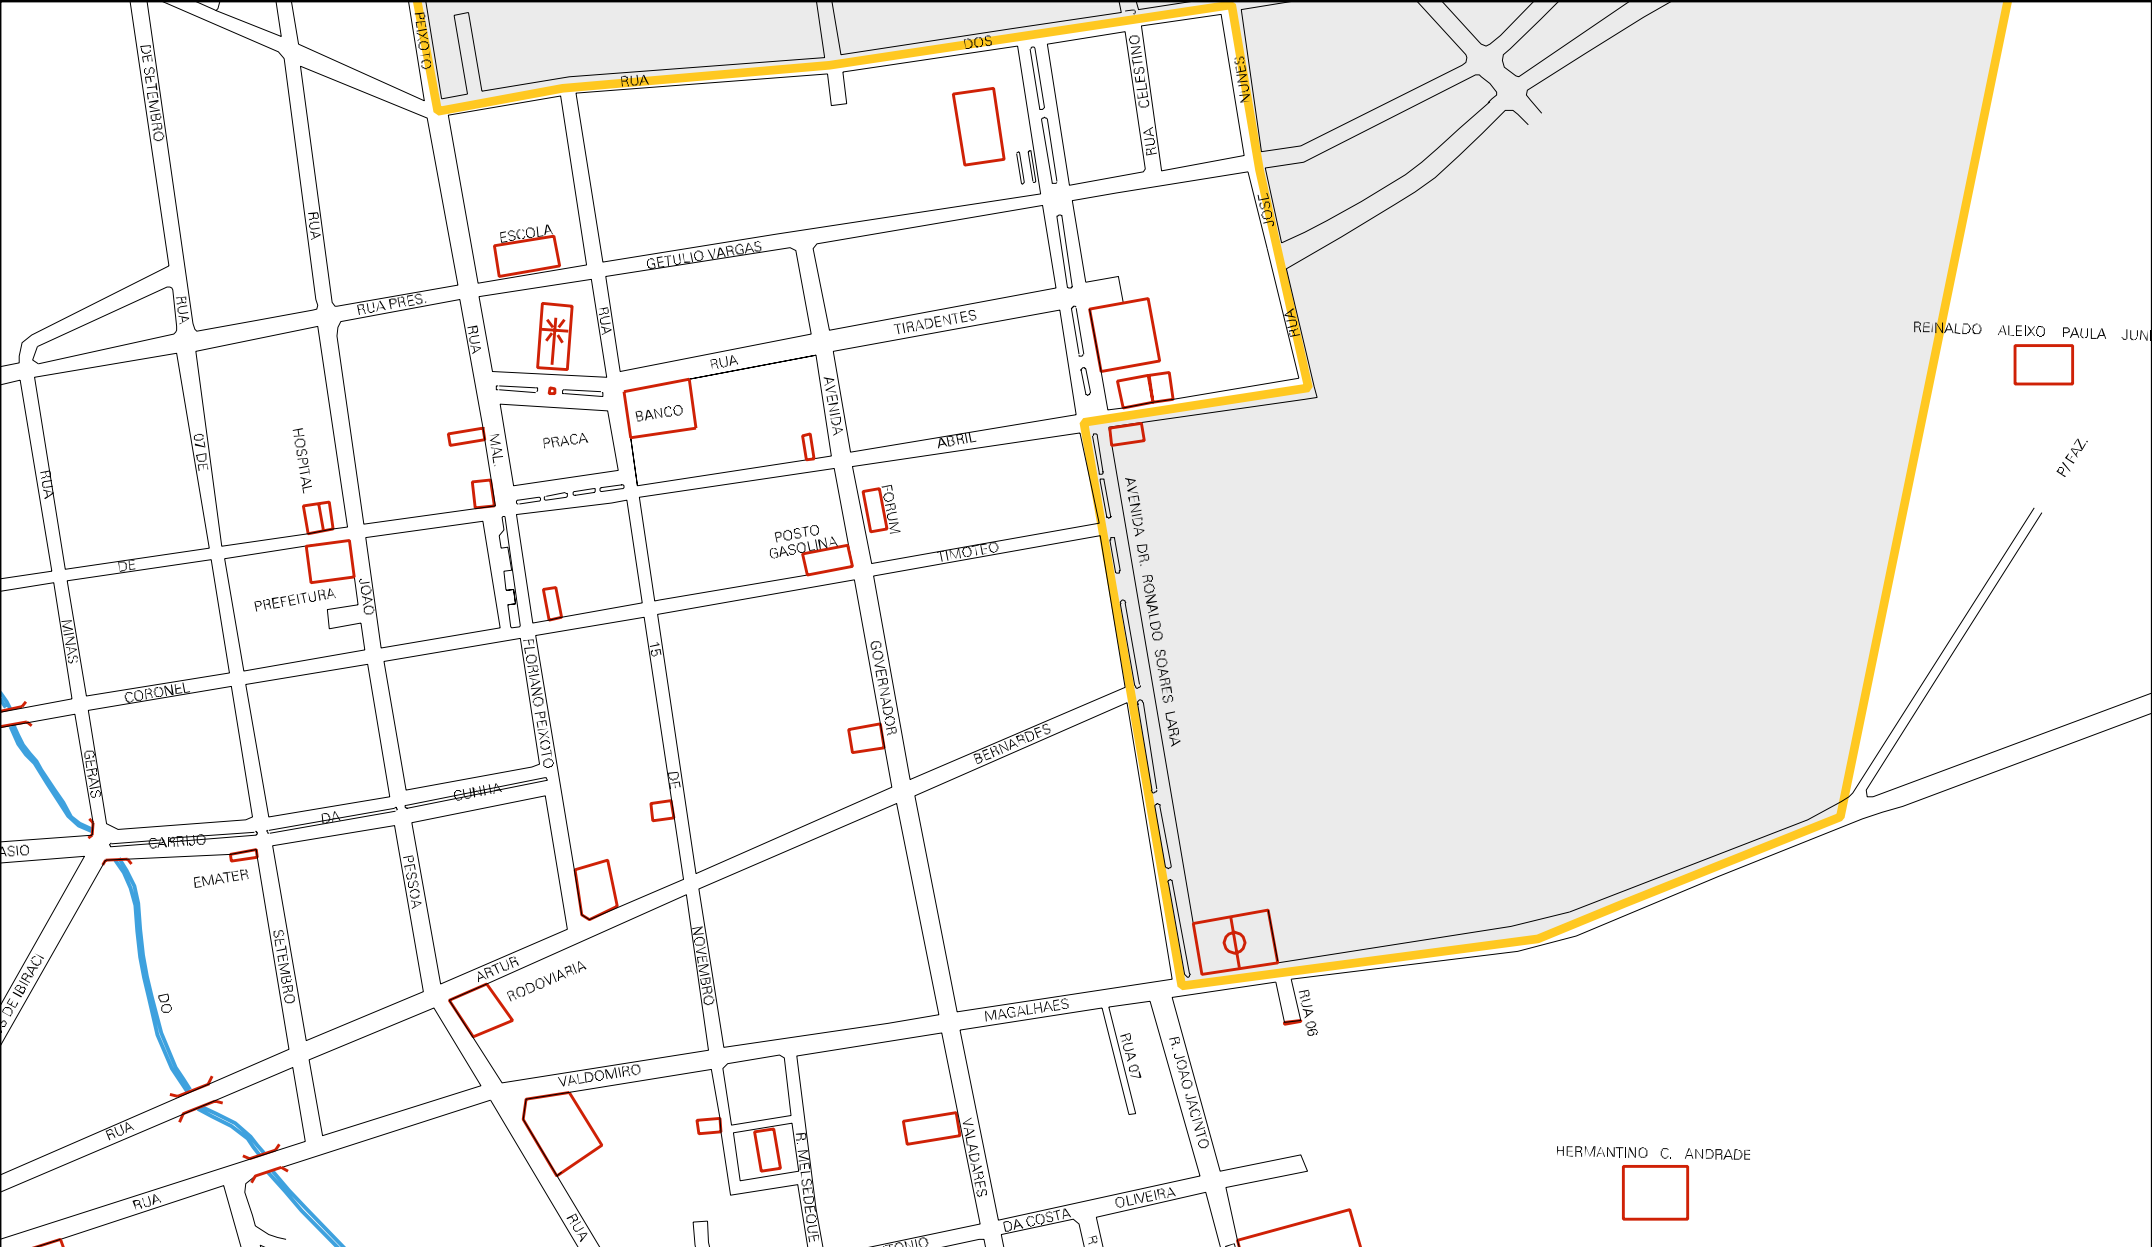 PEIXOTO
DE SETEMBRO
RUA
DOS
RUA CELESTINO
NUNES
JOSE
RUA
RUA
RUA
ESCOLA
GETULIO VARGAS
RUA PRES.
RUA
RUA
TIRADENTES
RUA
REINALDO ALEIXO PAULA JUNI
AVENIDA
BANCO
PRACA
MAL.
ABRIL
HOSPITAL
07 DE
RUA
P/ FAZ.
FORUM
POSTO
GASOLINA
TIMOTEO
AVENIDA DR. RONALDO SOARES LARA
DE
PREFEITURA
JOAO
MINAS
FLORIANO PEIXOTO
15
GOVERNADOR
CORONEL
BERNARDES
GERAIS
DE
CUNHA
DA
CARRIJO
ASIO
EMATER
PESSOA
SETEMBRO
NOVEMBRO
ARTUR
RODOVIARIA
DE IBIRACI
DO
MAGALHAES
RUA 06
RUA 07
R. JOAO JACINTO
VALDOMIRO
RUA
VALADARES
R. MELSEDEQUE
HERMANTINO C. ANDRADE
RUA
RUA
OLIVEIRA
DA COSTA
TONIO
R